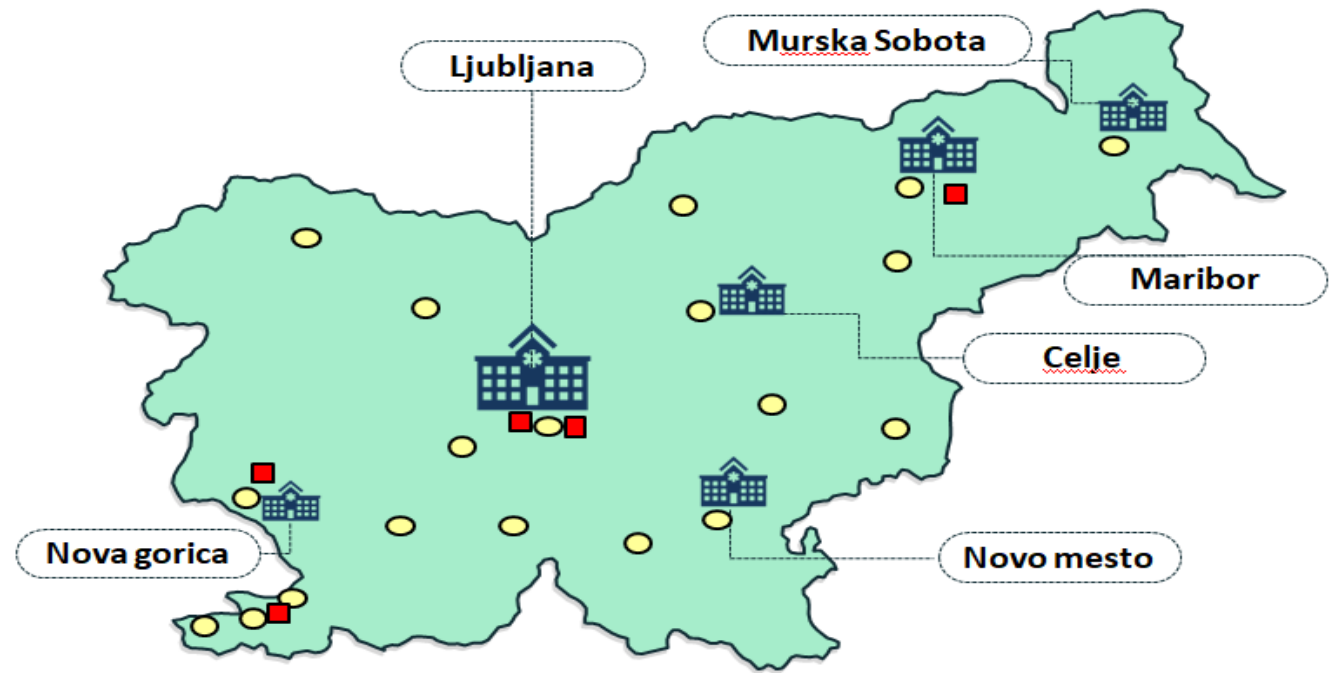 Murska Sobota
Ljubljana
Maribor
Celje
Nova gorica
Novo mesto